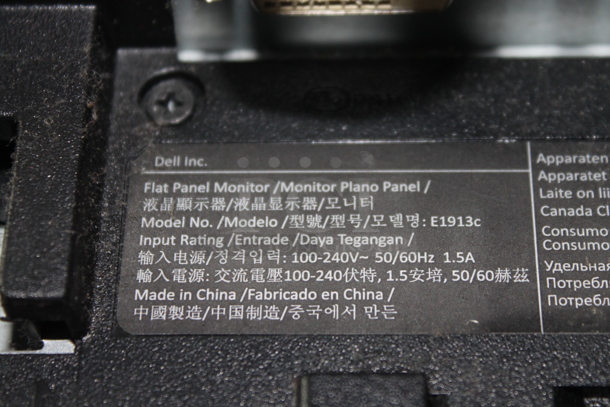 Dell Inc.
Flat Panel Monitor /Monitor Plano Panel /
液晶顯示器/液晶显示器/모니터
Model No. /Modelo /型號/型号/모델명: E1913c
Input Rating /Entrade /Daya Tegangan /
输入电源/정격입력: 100-240V~ 50/60Hz 1.5A
輸入電源: 交流電壓100-240伏特, 1.5安培, 50/60赫茲
Made in China /Fabricado en China /
中國製造/中国制造/중국에서 만든
Apparaten
Apparatet
Laite on li
Canada Cl
Consumo
Consumo
Удельная
Потребл
Потребл